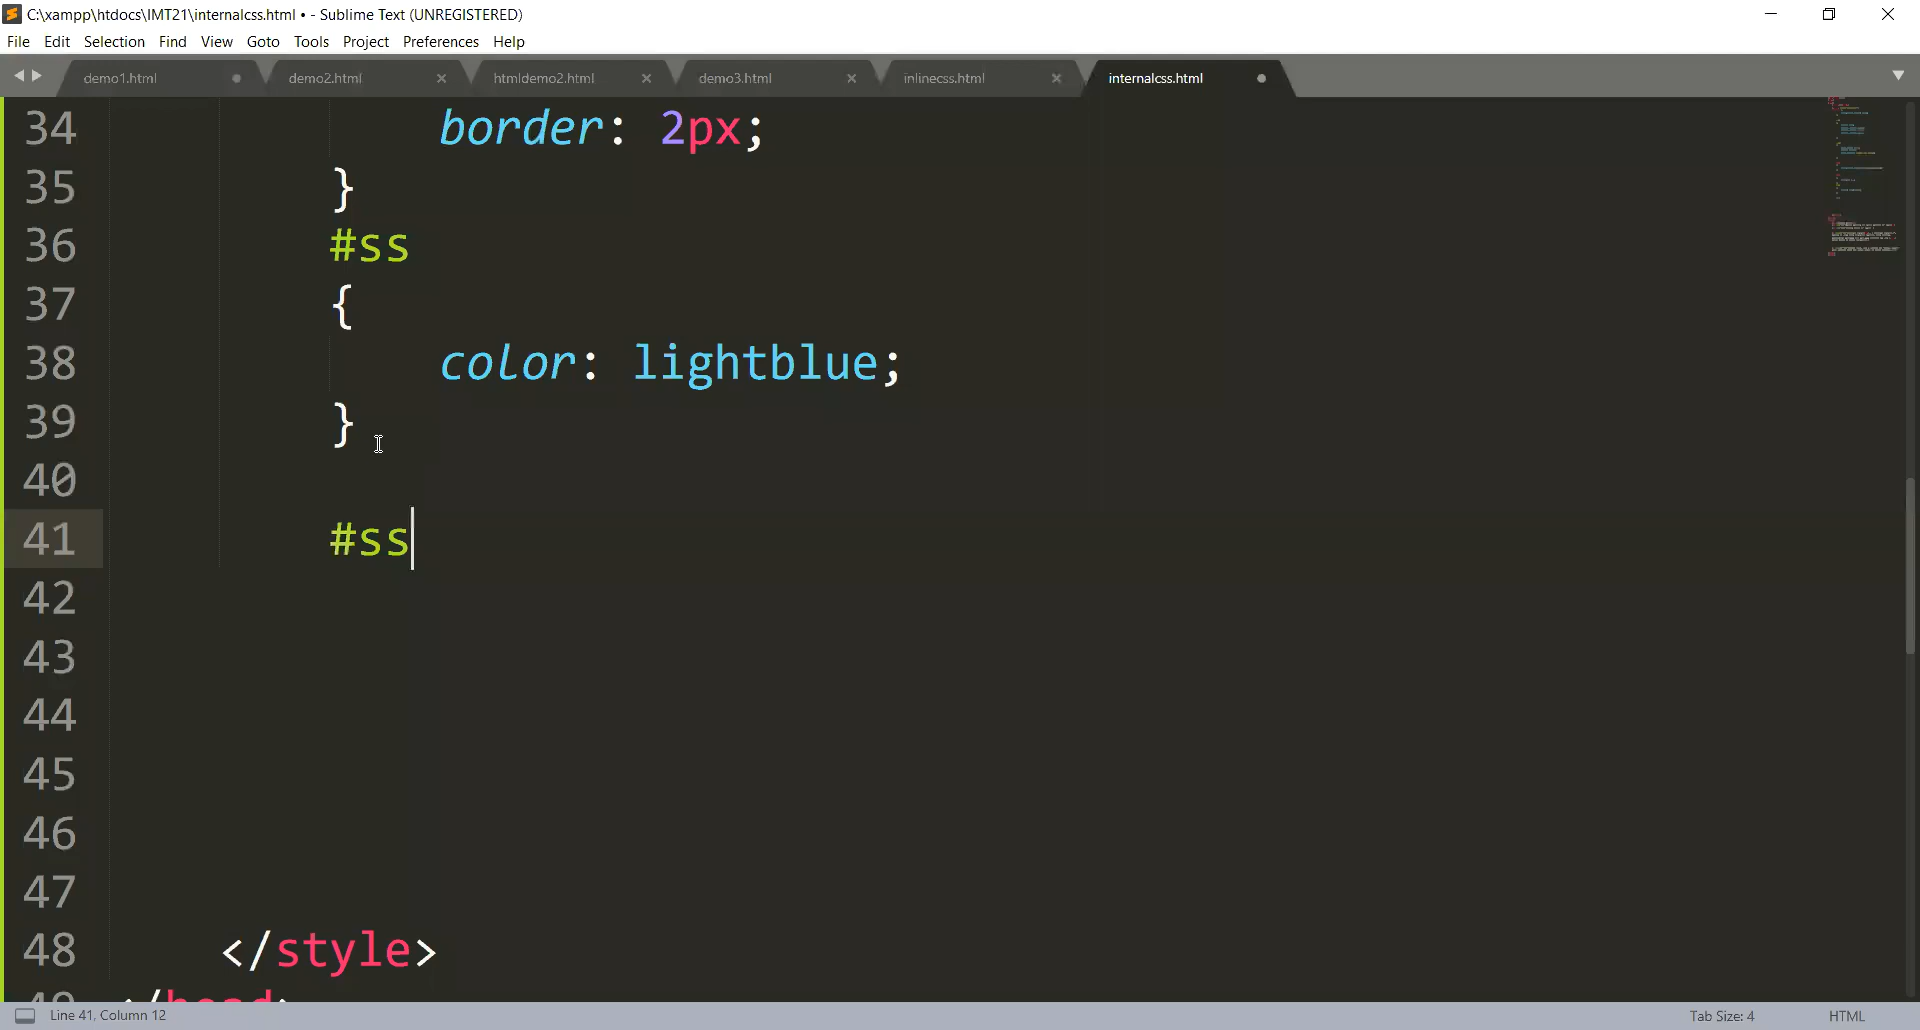 C:\xampp\htdocs\IMT21\internalcss.html • - Sublime Text (UNREGISTERED)
File Edit Selection Find View Goto Tools Project Preferences Help
demo1.html demo2.html htmldemo2.html demo3.html inlinecss.html internalcss.html
34 border: 2px;
35 }
36 #ss
37 {
38 color: lightblue;
39 }
40
41 #ss
42
43
44
45
46
47
48 </style>
49 </head>
Line 41, Column 12 Tab Size: 4 HTML